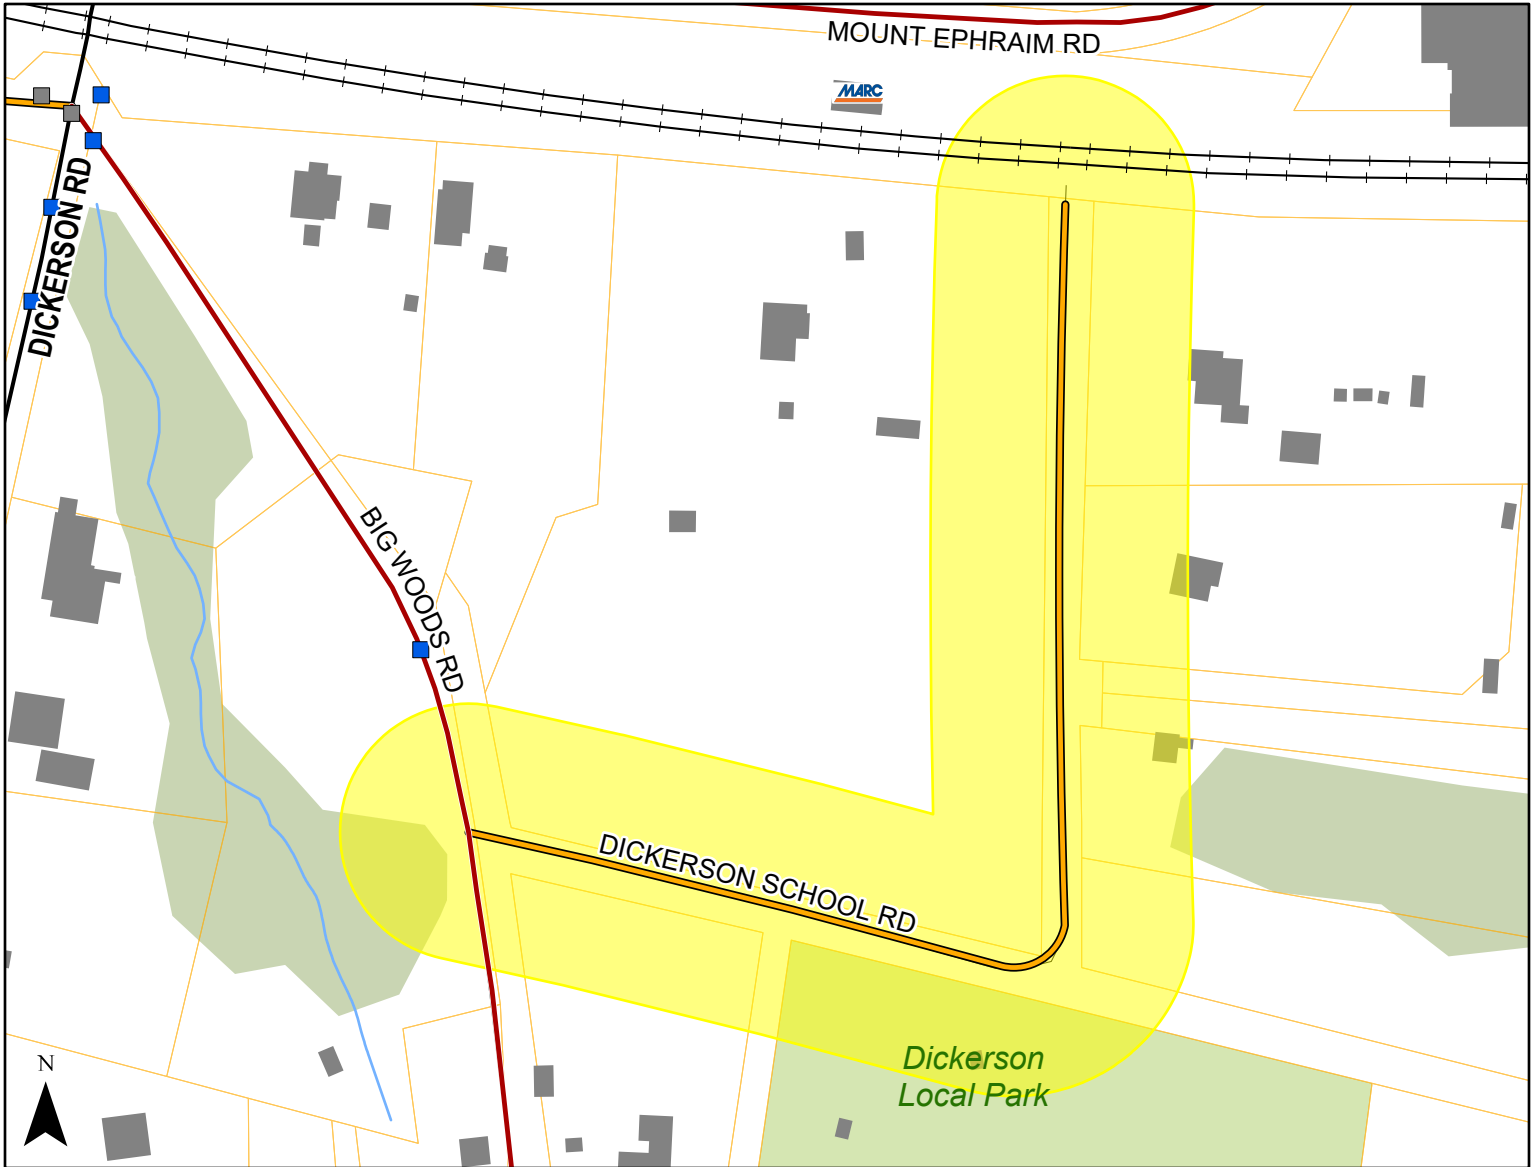 MOUNT EPHRAIM RD
MARC
DICKERSON RD
BIG WOODS RD
DICKERSON SCHOOL RD
Dickerson
Local Park
N